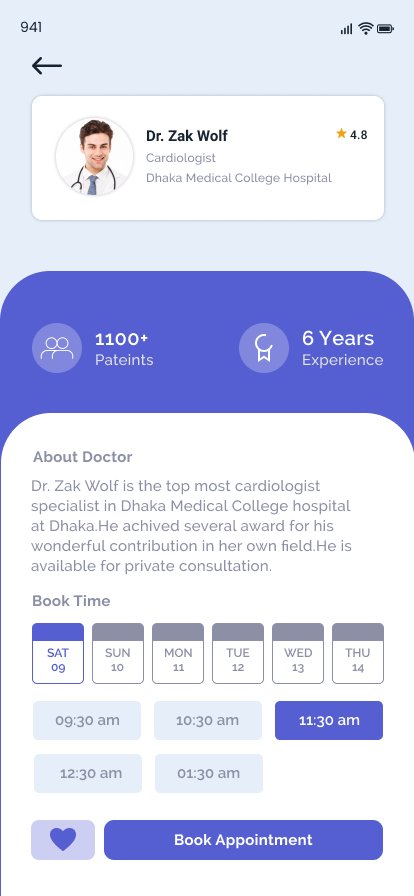 941
Dr. Zak Wolf
4.8
Cardiologist
Dhaka Medical College Hospital
1100+
Pateints
6 Years
Experience
About Doctor
Dr. Zak Wolf is the top most cardiologist
specialist in Dhaka Medical College hospital
at Dhaka.He achived several award for his
wonderful contribution in her own field.He is
available for private consultation.
Book Time
SAT SUN MON TUE WED THU
09 10 11 12 13 14
09:30 am 10:30 am 11:30 am
12:30 am 01:30 am
Book Appointment